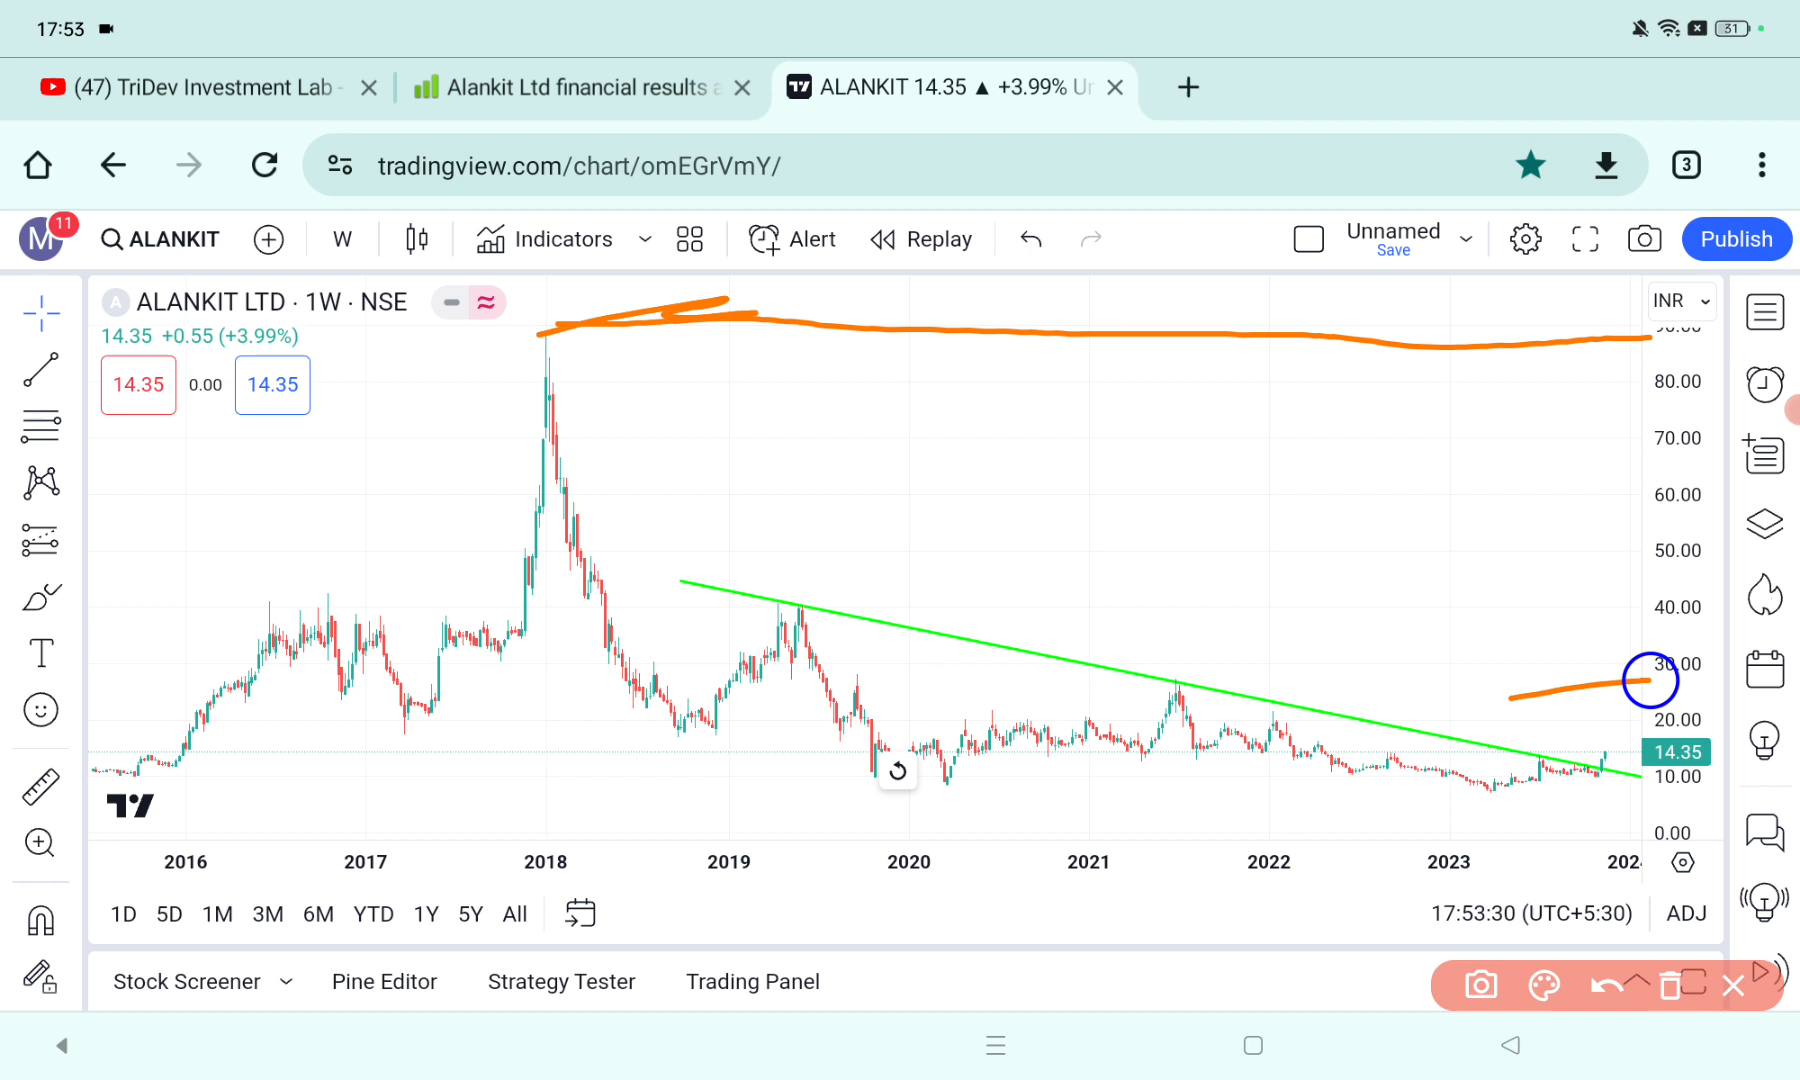 17:53
31
(47) TriDev Investment Lab -
Alankit Ltd financial results a
ALANKIT 14.35 ▲ +3.99% Un
tradingview.com/chart/omEGrVmY/
3
M
11
ALANKIT
W
Indicators
Alert
Replay
Unnamed
Save
Publish
A
ALANKIT LTD · 1W · NSE
INR
14.35 +0.55 (+3.99%)
14.35
0.00
14.35
90.00
80.00
70.00
60.00
50.00
40.00
30.00
20.00
14.35
10.00
0.00
2016
2017
2018
2019
2020
2021
2022
2023
2024
1D
5D
1M
3M
6M
YTD
1Y
5Y
All
17:53:30 (UTC+5:30)
ADJ
Stock Screener
Pine Editor
Strategy Tester
Trading Panel